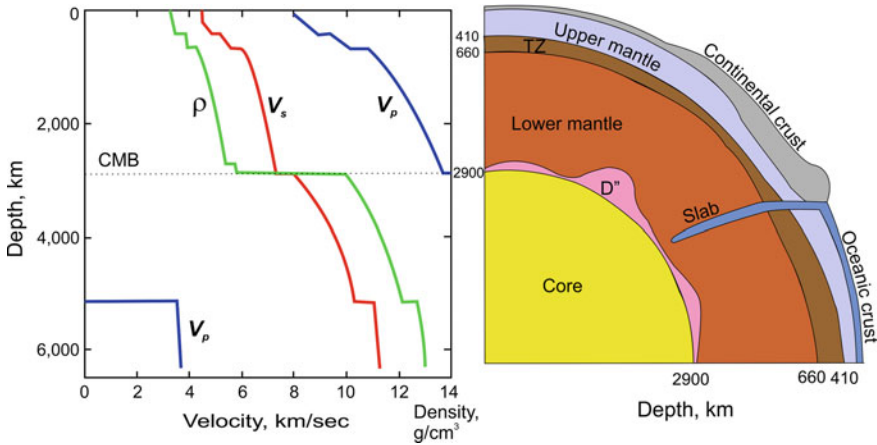 0
2,000
4,000
6,000
Depth, km
CMB
ρ
Vs
Vp
Vp
0 2 4 6 8 10 12 14
Velocity, km/sec
Density,
g/cm³
410
660
2900
Upper mantle
TZ
Continental crust
Lower mantle
D”
Slab
Oceanic crust
Core
2900
660 410
Depth, km